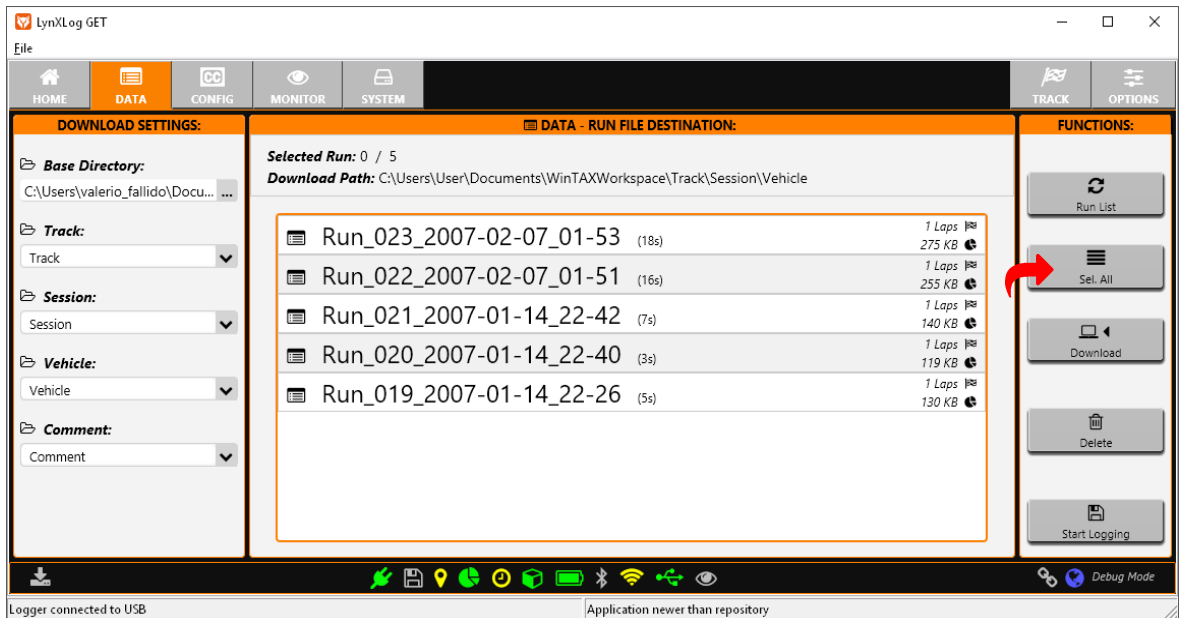 LynXLog GET
File
HOME
DATA
CONFIG
MONITOR
SYSTEM
TRACK
OPTIONS
DOWNLOAD SETTINGS:
Base Directory:
C:\Users\valerio_fallido\Docu... ...
Track:
Track
Session:
Session
Vehicle:
Vehicle
Comment:
Comment
DATA - RUN FILE DESTINATION:
Selected Run: 0 / 5
Download Path: C:\Users\User\Documents\WinTAXWorkspace\Track\Session\Vehicle
Run_023_2007-02-07_01-53 (18s)
1 Laps
275 KB
Run_022_2007-02-07_01-51 (16s)
1 Laps
255 KB
Run_021_2007-01-14_22-42 (7s)
1 Laps
140 KB
Run_020_2007-01-14_22-40 (3s)
1 Laps
119 KB
Run_019_2007-01-14_22-26 (5s)
1 Laps
130 KB
FUNCTIONS:
Run List
Sel. All
Download
Delete
Start Logging
Debug Mode
Logger connected to USB
Application newer than repository